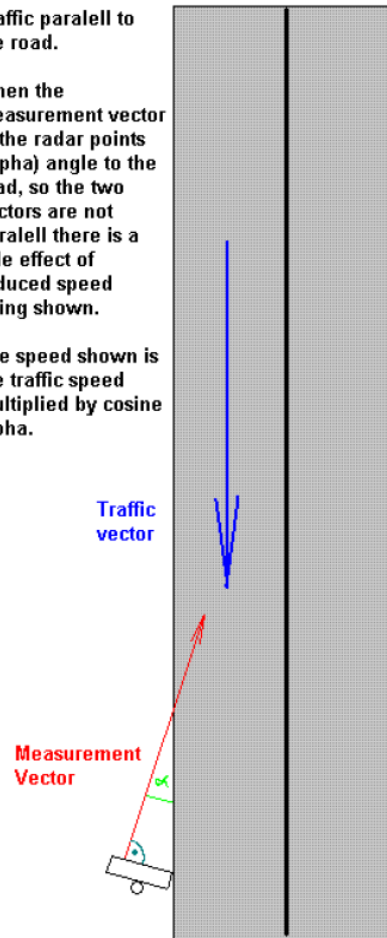 affic paralell to
e road.
hen the
easurement vector
the radar points
pha) angle to the
ad, so the two
ctors are not
ralell there is a
le effect of
duced speed
ing shown.
e speed shown is
e traffic speed
ultiplied by cosine
pha.
Traffic
vector
Measurement
Vector
α